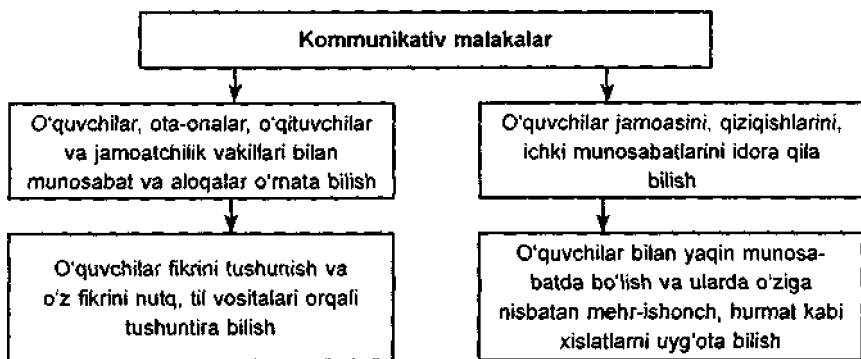 Kommunikativ malakalar
O'quvchilar, ota-onalar, o'qituvchilar
va jamoatchilik vakillari bilan
munosabat va aloqalar o'rnata bilish
O'quvchilar jamoasini, qiziqishlarini,
ichki munosabatlarini idora qila
bilish
O'quvchilar fikrini tushunish va
o'z fikrini nutq, til vositalari orqali
tushuntira bilish
O'quvchilar bilan yaqin munosa-
batda bo'lish va ularda o'ziga
nisbatan mehr-ishonch, hurmat kabi
xislatlarni uyg'ota bilish